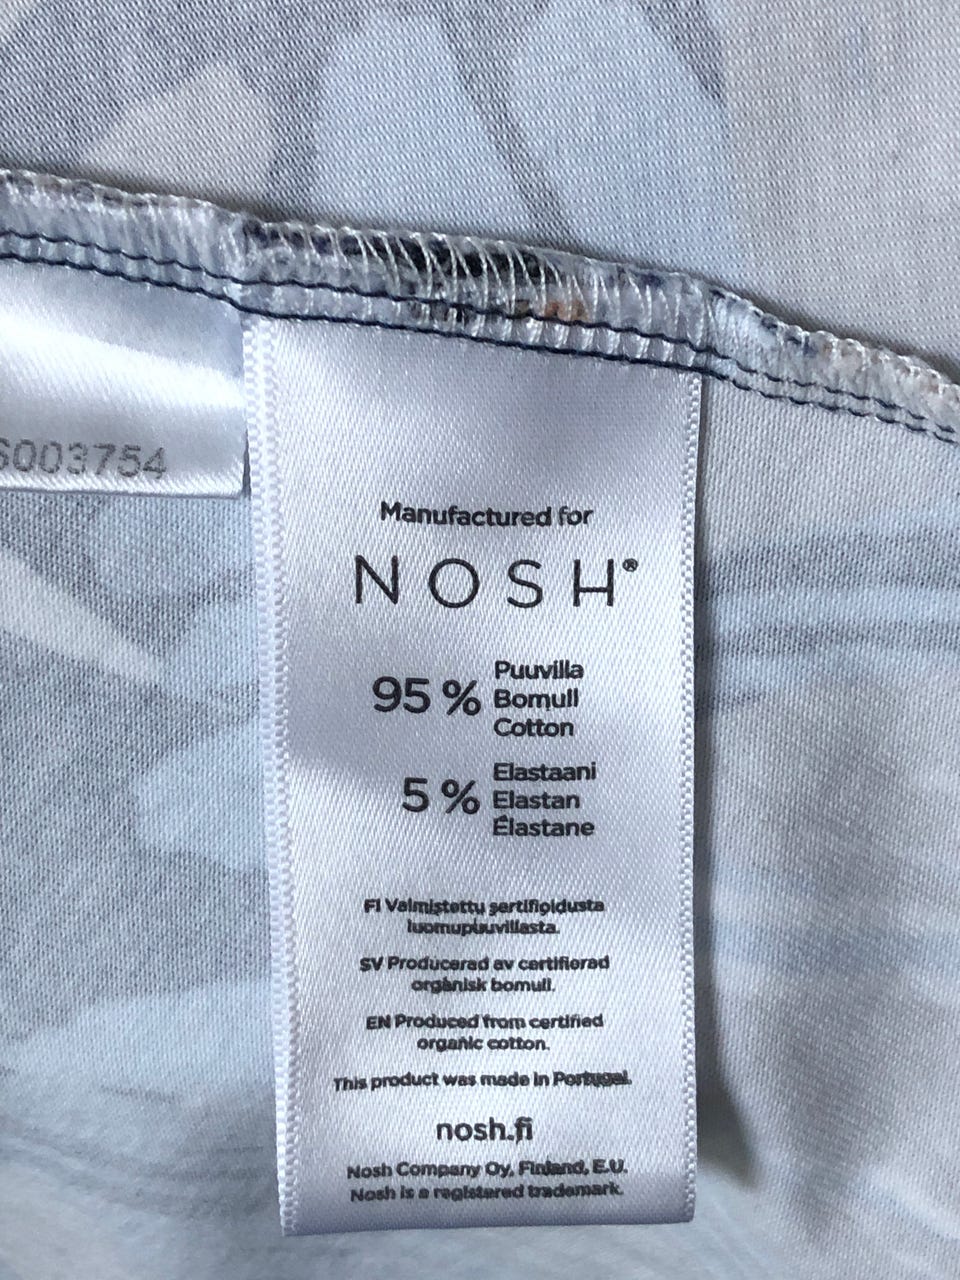 S003754
Manufactured for
NOSH®
95 % Puuvilla
Bomull
Cotton
5 % Elastaani
Elastan
Élastane
FI Valmistettu sertifioidusta
luomupuuvillasta.
SV Producerad av certifierad
organisk bomull.
EN Produced from certified
organic cotton.
This product was made in Portugal.
nosh.fi
Nosh Company Oy, Finland, E.U.
Nosh is a registered trademark.